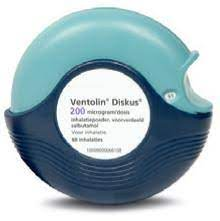 Ventolin® Diskus®
200 microgram/dosis
inhalatiepoeder, voorverdeeld
salbutamol
Voor inhalatie.
60 inhalaties